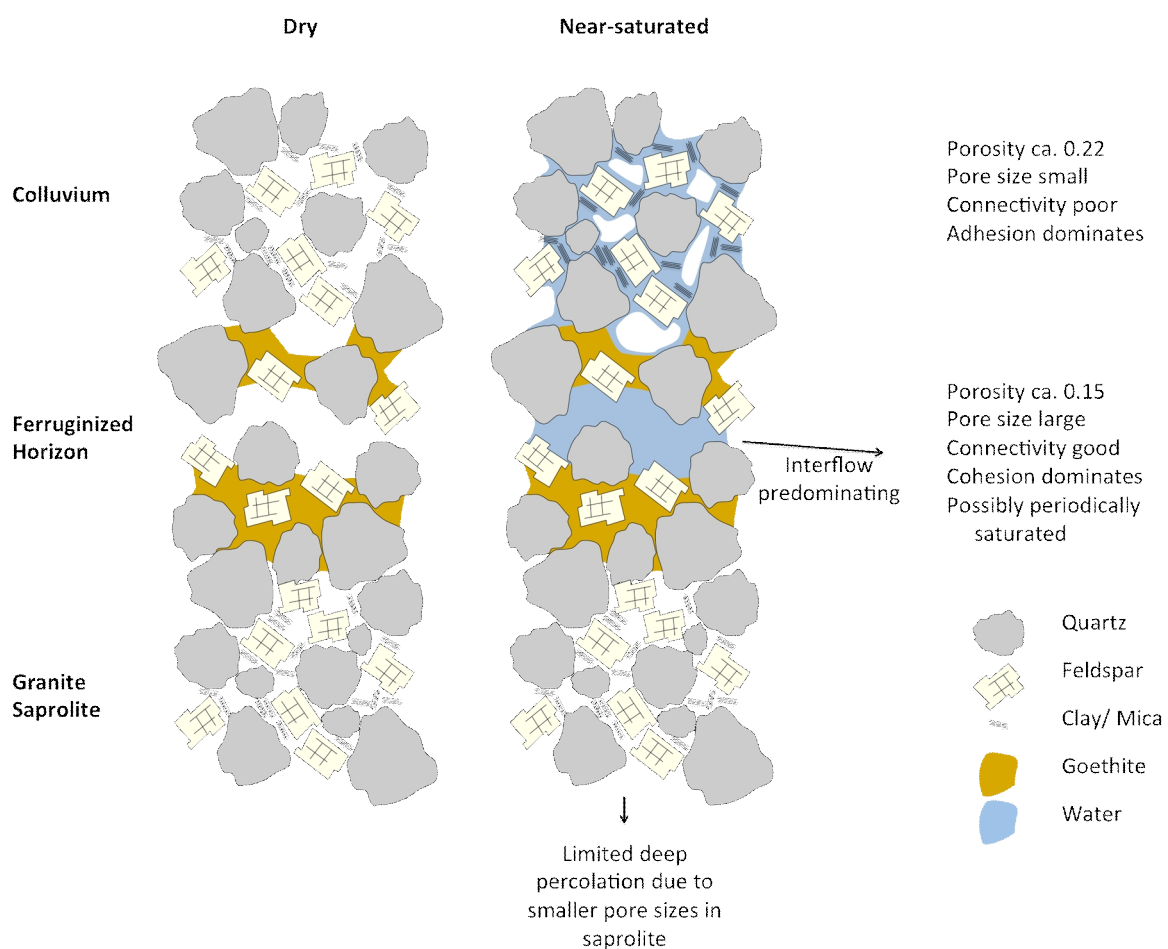 Dry
Near-saturated
Colluvium
Porosity ca. 0.22
Pore size small
Connectivity poor
Adhesion dominates
Ferruginized
Horizon
Porosity ca. 0.15
Pore size large
Connectivity good
Cohesion dominates
Possibly periodically
saturated
Interflow
predominating
Granite
Saprolite
Quartz
Feldspar
Clay/ Mica
Goethite
Water
Limited deep
percolation due to
smaller pore sizes in
saprolite